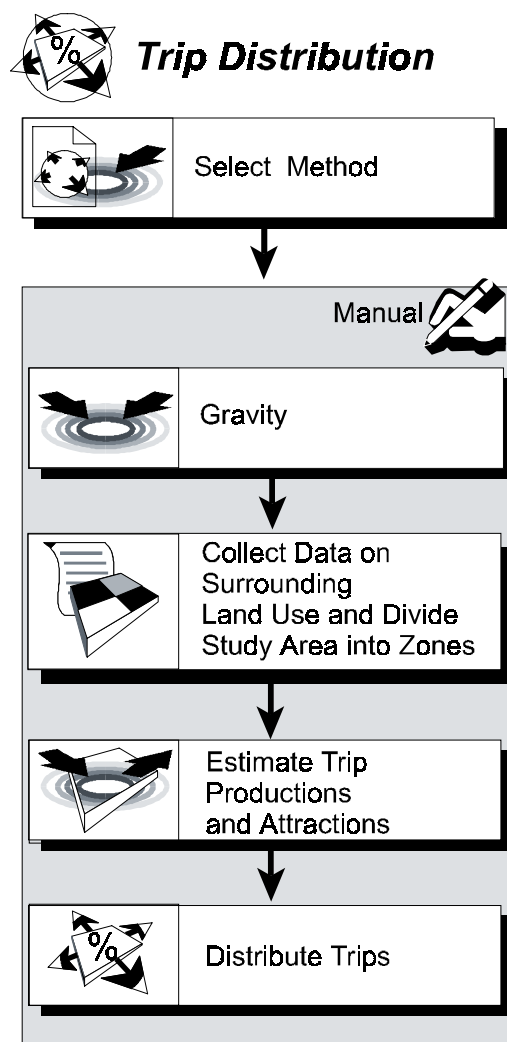 %
Trip Distribution
Select Method
Manual
Gravity
Collect Data on
Surrounding
Land Use and Divide
Study Area into Zones
Estimate Trip
Productions
and Attractions
%
Distribute Trips